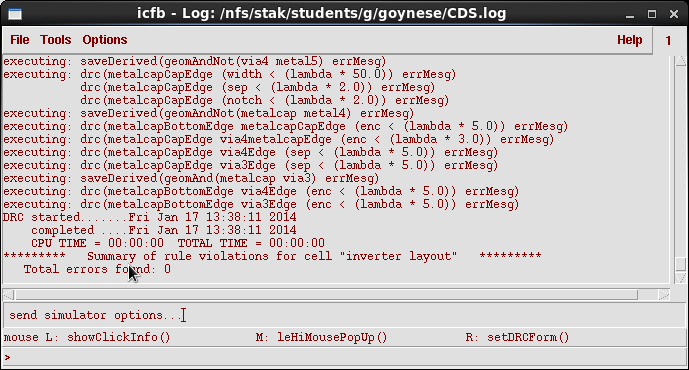 icfb - Log: /nfs/stak/students/g/goynese/CDS.log
File Tools Options Help 1
executing: saveDerived(geomAndNot(via4 metal5) errMesg)
executing: drc(metalcapCapEdge (width < (lambda * 50.0)) errMesg)
drc(metalcapCapEdge (sep < (lambda * 2.0)) errMesg)
drc(metalcapCapEdge (notch < (lambda * 2.0)) errMesg)
executing: saveDerived(geomAndNot(metalcap metal4) errMesg)
executing: drc(metalcapBottomEdge metalcapCapEdge (enc < (lambda * 5.0)) errMesg)
executing: drc(metalcapCapEdge via4metalcapEdge (enc < (lambda * 3.0)) errMesg)
executing: drc(metalcapCapEdge via4Edge (sep < (lambda * 5.0)) errMesg)
executing: drc(metalcapCapEdge via3Edge (sep < (lambda * 5.0)) errMesg)
executing: saveDerived(geomAnd(metalcap via3) errMesg)
executing: drc(metalcapBottomEdge via4Edge (enc < (lambda * 5.0)) errMesg)
executing: drc(metalcapBottomEdge via3Edge (enc < (lambda * 5.0)) errMesg)
DRC started.......Fri Jan 17 13:38:11 2014
completed ....Fri Jan 17 13:38:11 2014
CPU TIME = 00:00:00 TOTAL TIME = 00:00:00
********* Summary of rule violations for cell "inverter layout" *********
Total errors found: 0
send simulator options...
mouse L: showClickInfo() M: leHiMousePopUp() R: setDRCForm()
>